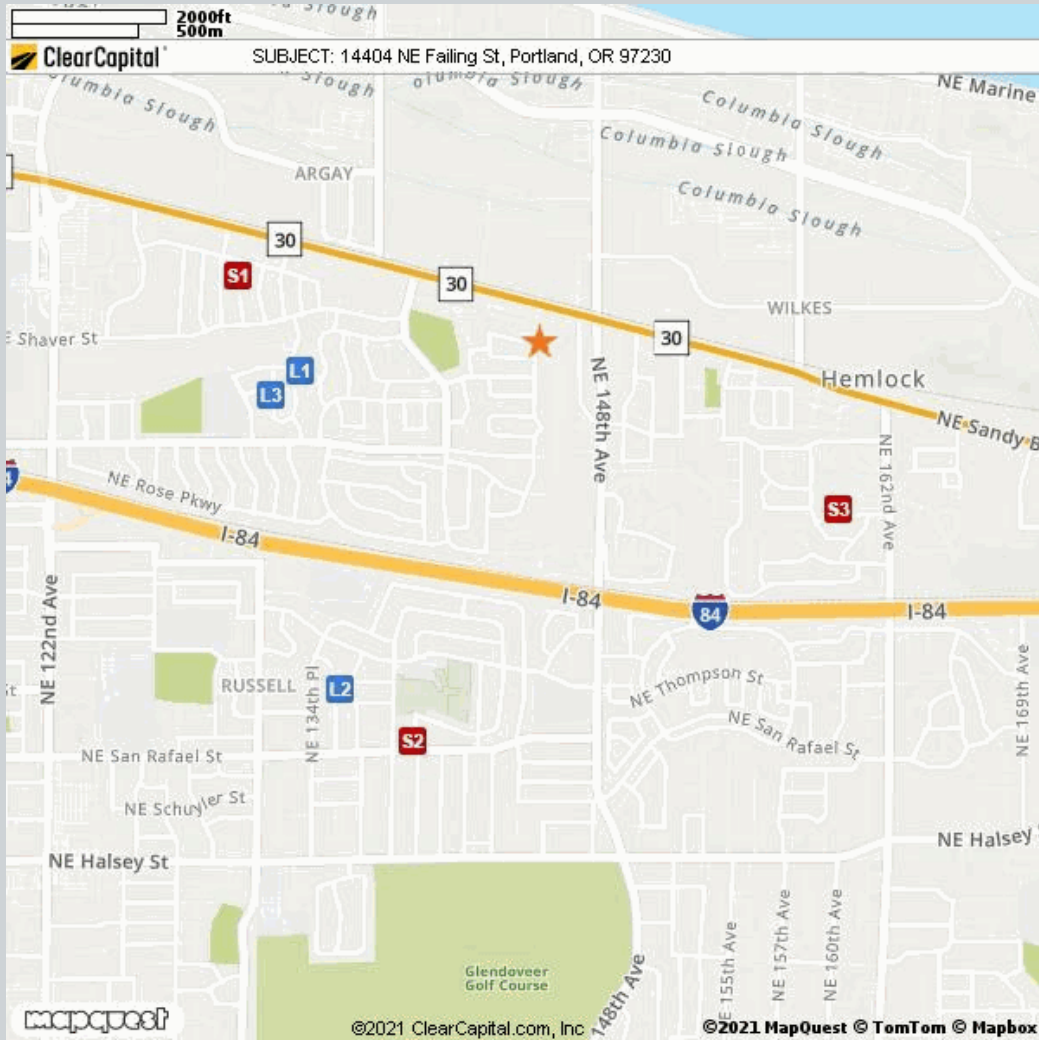 Slough
2000ft
500m
ClearCapital
SUBJECT: 14404 NE Failing St, Portland, OR 97230
Slough
Columbia Slough
NE Marine
Columbia Slough
Columbia Slough
ARGAY
Columbia Slough
30
S1
30
WILKES
E Shaver St
30
L1
Hemlock
L3
NE 148th Ave
NE Sandy B
NE 162nd Ave
NE Rose Pkwy
S3
I-84
NE 122nd Ave
I-84
84
I-84
NE Thompson St
RUSSELL
L2
NE 134th Pl
NE 169th Ave
NE San Rafael St
S2
NE San Rafael St
NE Schuyler St
NE Halsey St
NE Halsey
155th Ave
NE 157th Ave
NE 160th Ave
Glendoveer
Golf Course
148th Ave
mapquest
©2021 ClearCapital.com, Inc
©2021 MapQuest © TomTom © Mapbox